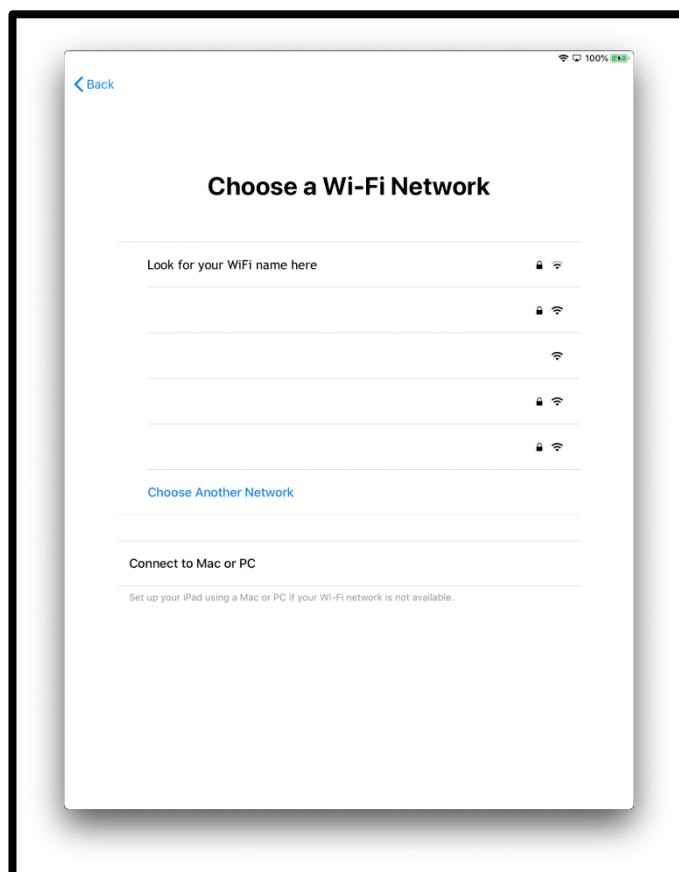 100%
Back
Choose a Wi-Fi Network
Look for your WiFi name here
Choose Another Network
Connect to Mac or PC
Set up your iPad using a Mac or PC if your Wi-Fi network is not available.